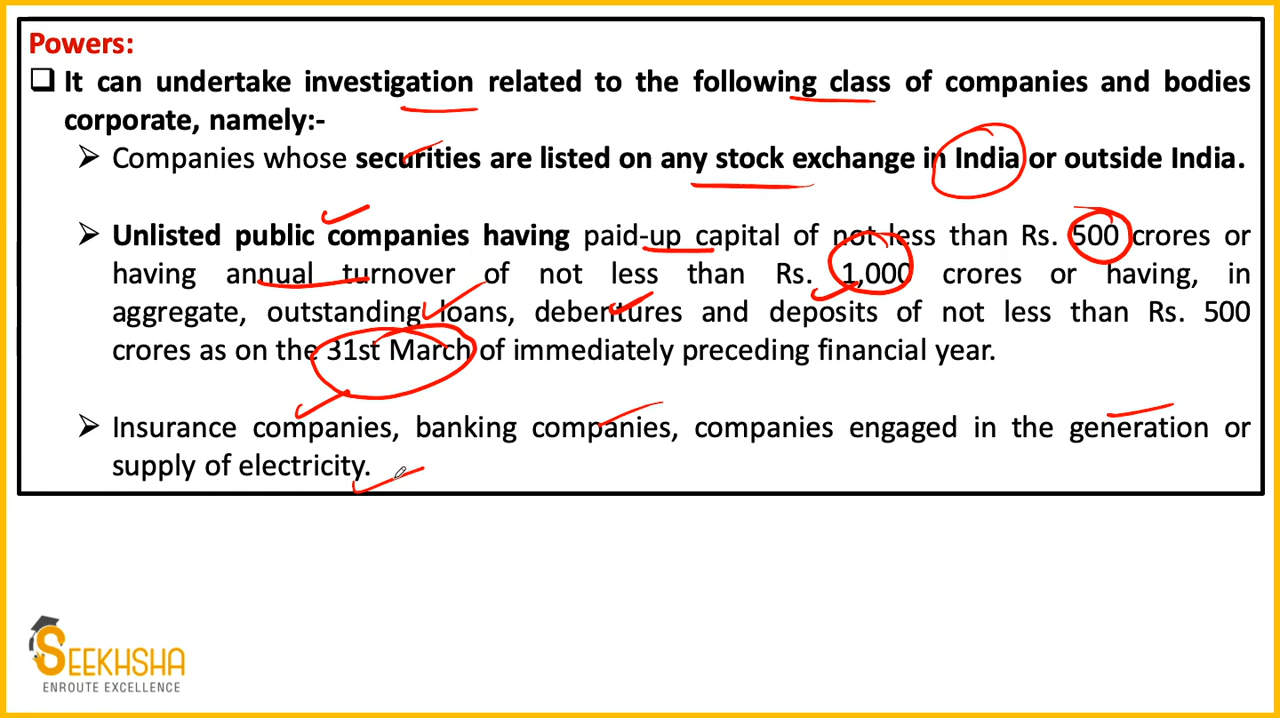 Powers:
❑ It can undertake investigation related to the following class of companies and bodies
corporate, namely:-
➢ Companies whose securities are listed on any stock exchange in India or outside India.
➢ Unlisted public companies having paid-up capital of not less than Rs. 500 crores or
having annual turnover of not less than Rs. 1,000 crores or having, in
aggregate, outstanding loans, debentures and deposits of not less than Rs. 500
crores as on the 31st March of immediately preceding financial year.
➢ Insurance companies, banking companies, companies engaged in the generation or
supply of electricity.
SEEKHSHA
ENROUTE EXCELLENCE